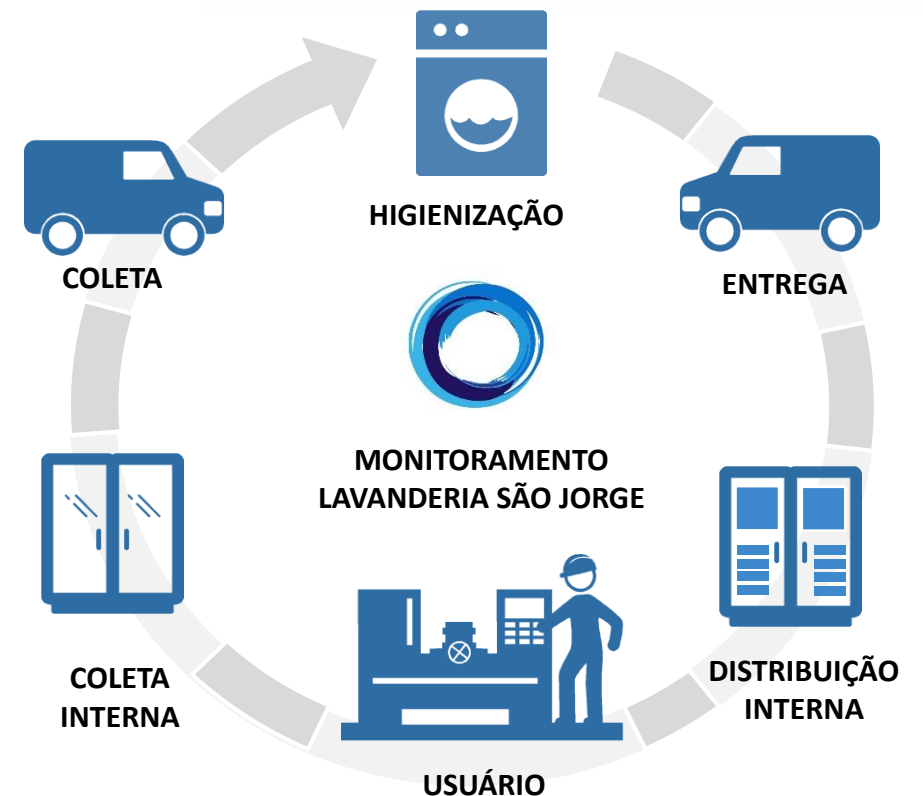 HIGIENIZAÇÃO
COLETA
ENTREGA
MONITORAMENTO
LAVANDERIA SÃO JORGE
COLETA
INTERNA
DISTRIBUIÇÃO
INTERNA
USUÁRIO